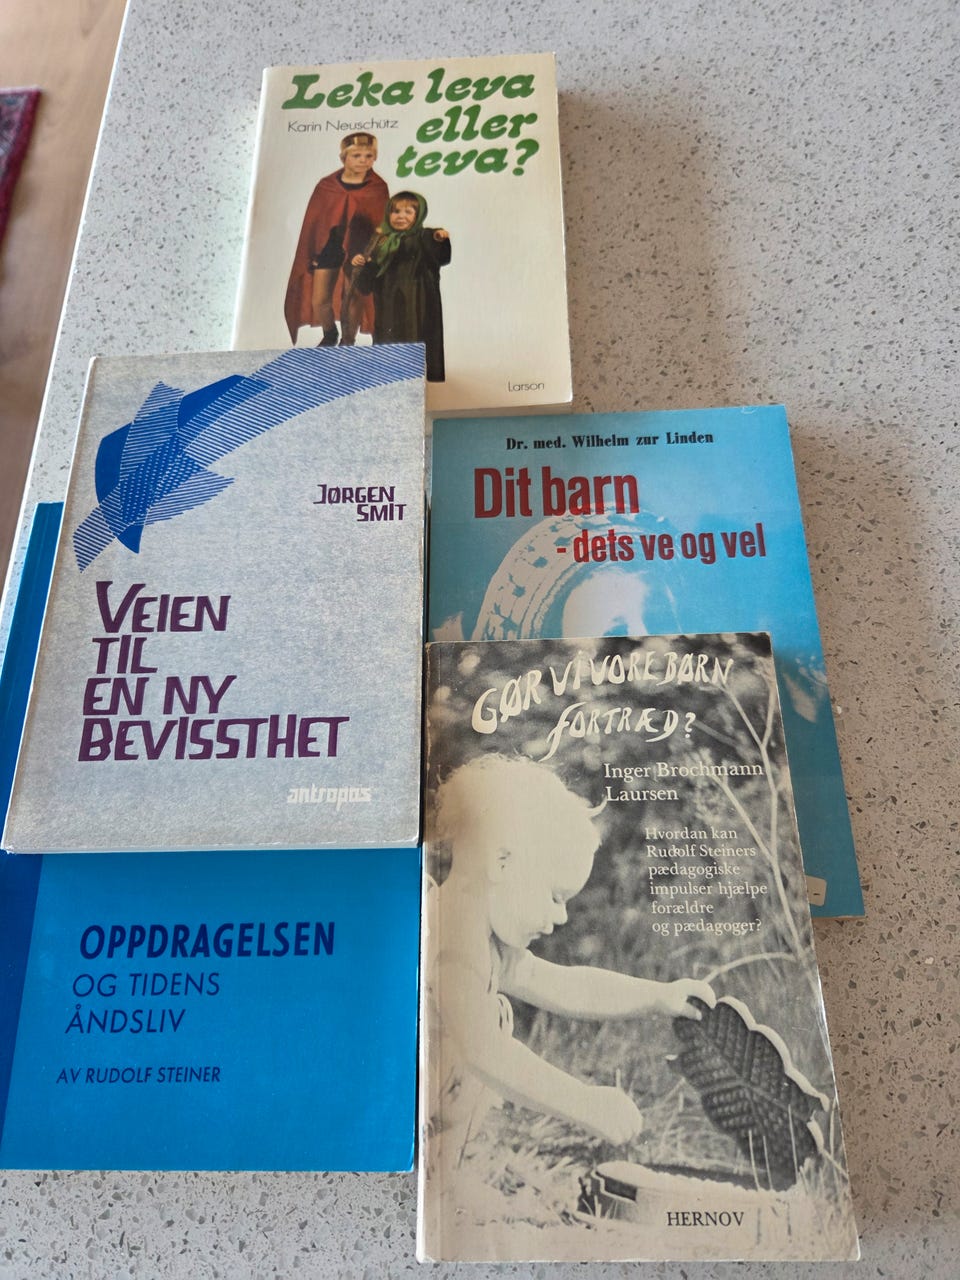 Leka leva
eller
teva?
Karin Neuschütz
Larson
JØRGEN
SMIT
VEIEN
TIL
EN NY
BEVISSTHET
antropos
Dr. med. Wilhelm zur Linden
Dit barn
- dets ve og vel
GØR VI VORE BØRN
FORTRÆD?
Inger Brochmann
Laursen
Hvordan kan
Rudolf Steiners
pædagogiske
impulser hjælpe
forældre
og pædagoger?
HERNOV
OPPDRAGELSEN
OG TIDENS
ÅNDSLIV
AV RUDOLF STEINER